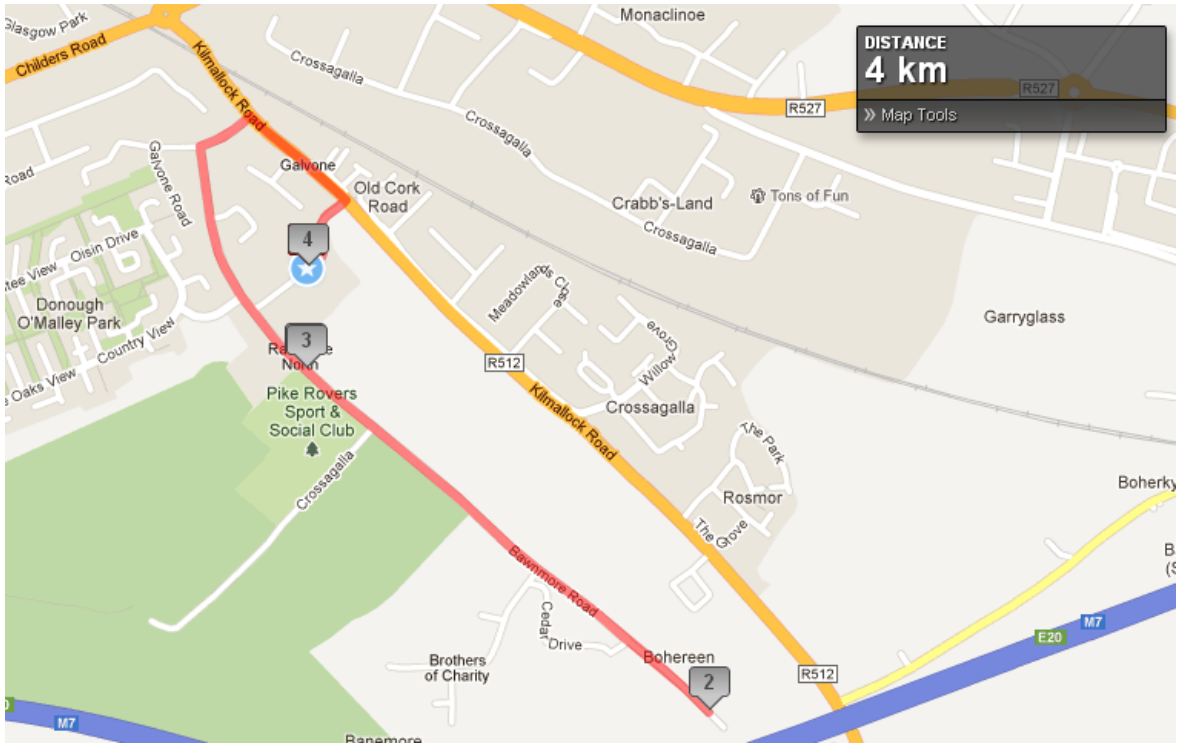 Glasgow Park
Monaclinoe
DISTANCE
4 km
Childers Road
Kilmallock Road
Crossagalla
R527
R527
» Map Tools
Crossagalla
Galvone Road
Road
Galvone
Old Cork
Road
Crabb's-Land
Tons of Fun
Crossagalla
4
Oisin Drive
tee View
Meadowlands Close
Donough
O'Malley Park
Country View
Garryglass
3
North
Grove
Willow
R512
e Oaks View
Pike Rovers
Sport &
Social Club
Kilmallock Road
Crossagalla
The Park
Crossagalla
Rosmor
Boherky
The Grove
Bawnmore Road
B
(S
Cedar
Drive
M7
E20
Brothers
of Charity
Bohereen
2
R512
M7
Banemore